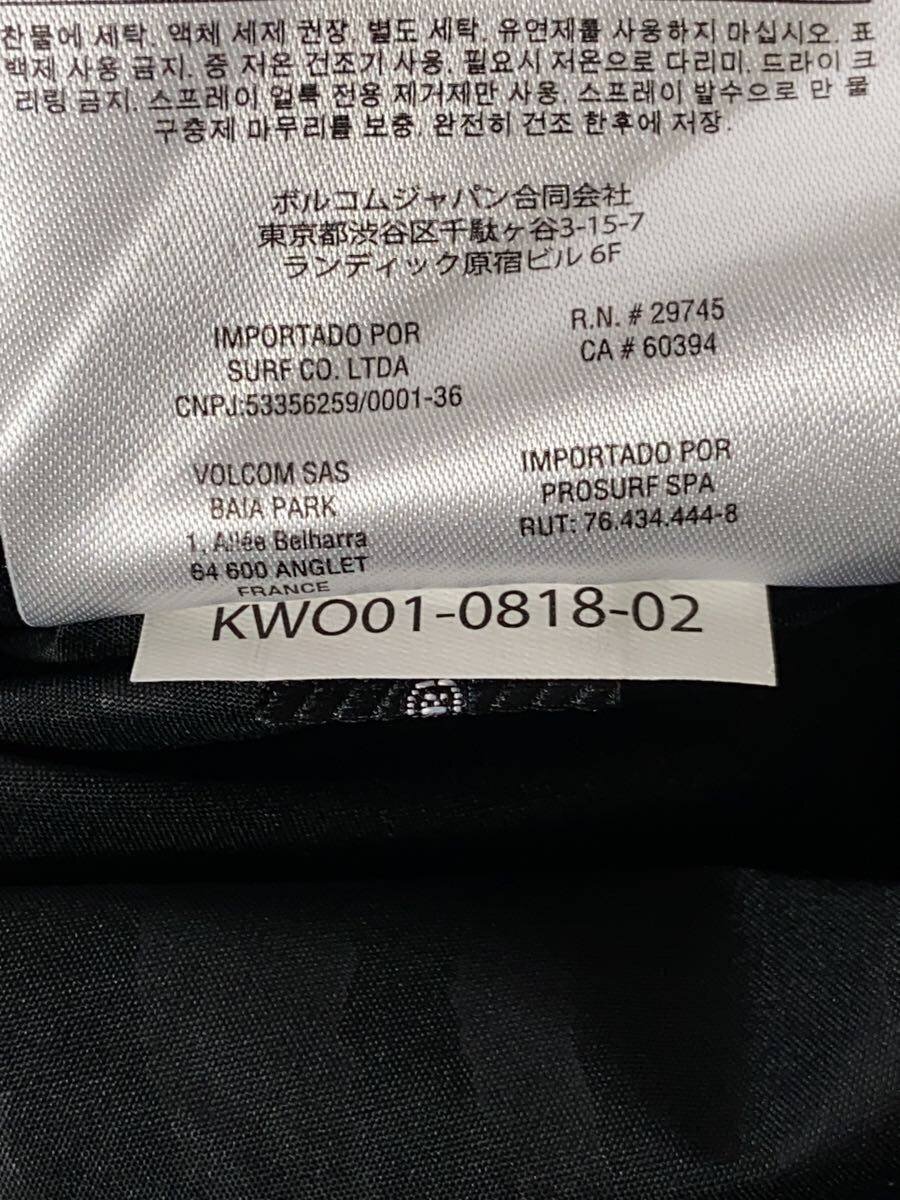 찬물에 세탁. 액체 세제 권장. 별도 세탁. 유연제를 사용하지 마십시오. 표
백제 사용 금지. 중 저온 건조기 사용. 필요시 저온으로 다리미. 드라이 크
리링 금지. 스프레이 얼룩 전용 제거제만 사용. 스프레이 발수으로 만 물
구충제 마무리를 보충. 완전히 건조 한후에 저장.
ボルコムジャパン合同会社
東京都渋谷区千駄ヶ谷3-15-7
ランディック原宿ビル 6F
IMPORTADO POR
SURF CO. LTDA
CNPJ:53356259/0001-36
R.N. # 29745
CA # 60394
VOLCOM SAS
BAIA PARK
1, Allée Belharra
64 600 ANGLET
FRANCE
IMPORTADO POR
PROSURF SPA
RUT: 76.434.444-8
KWO01-0818-02